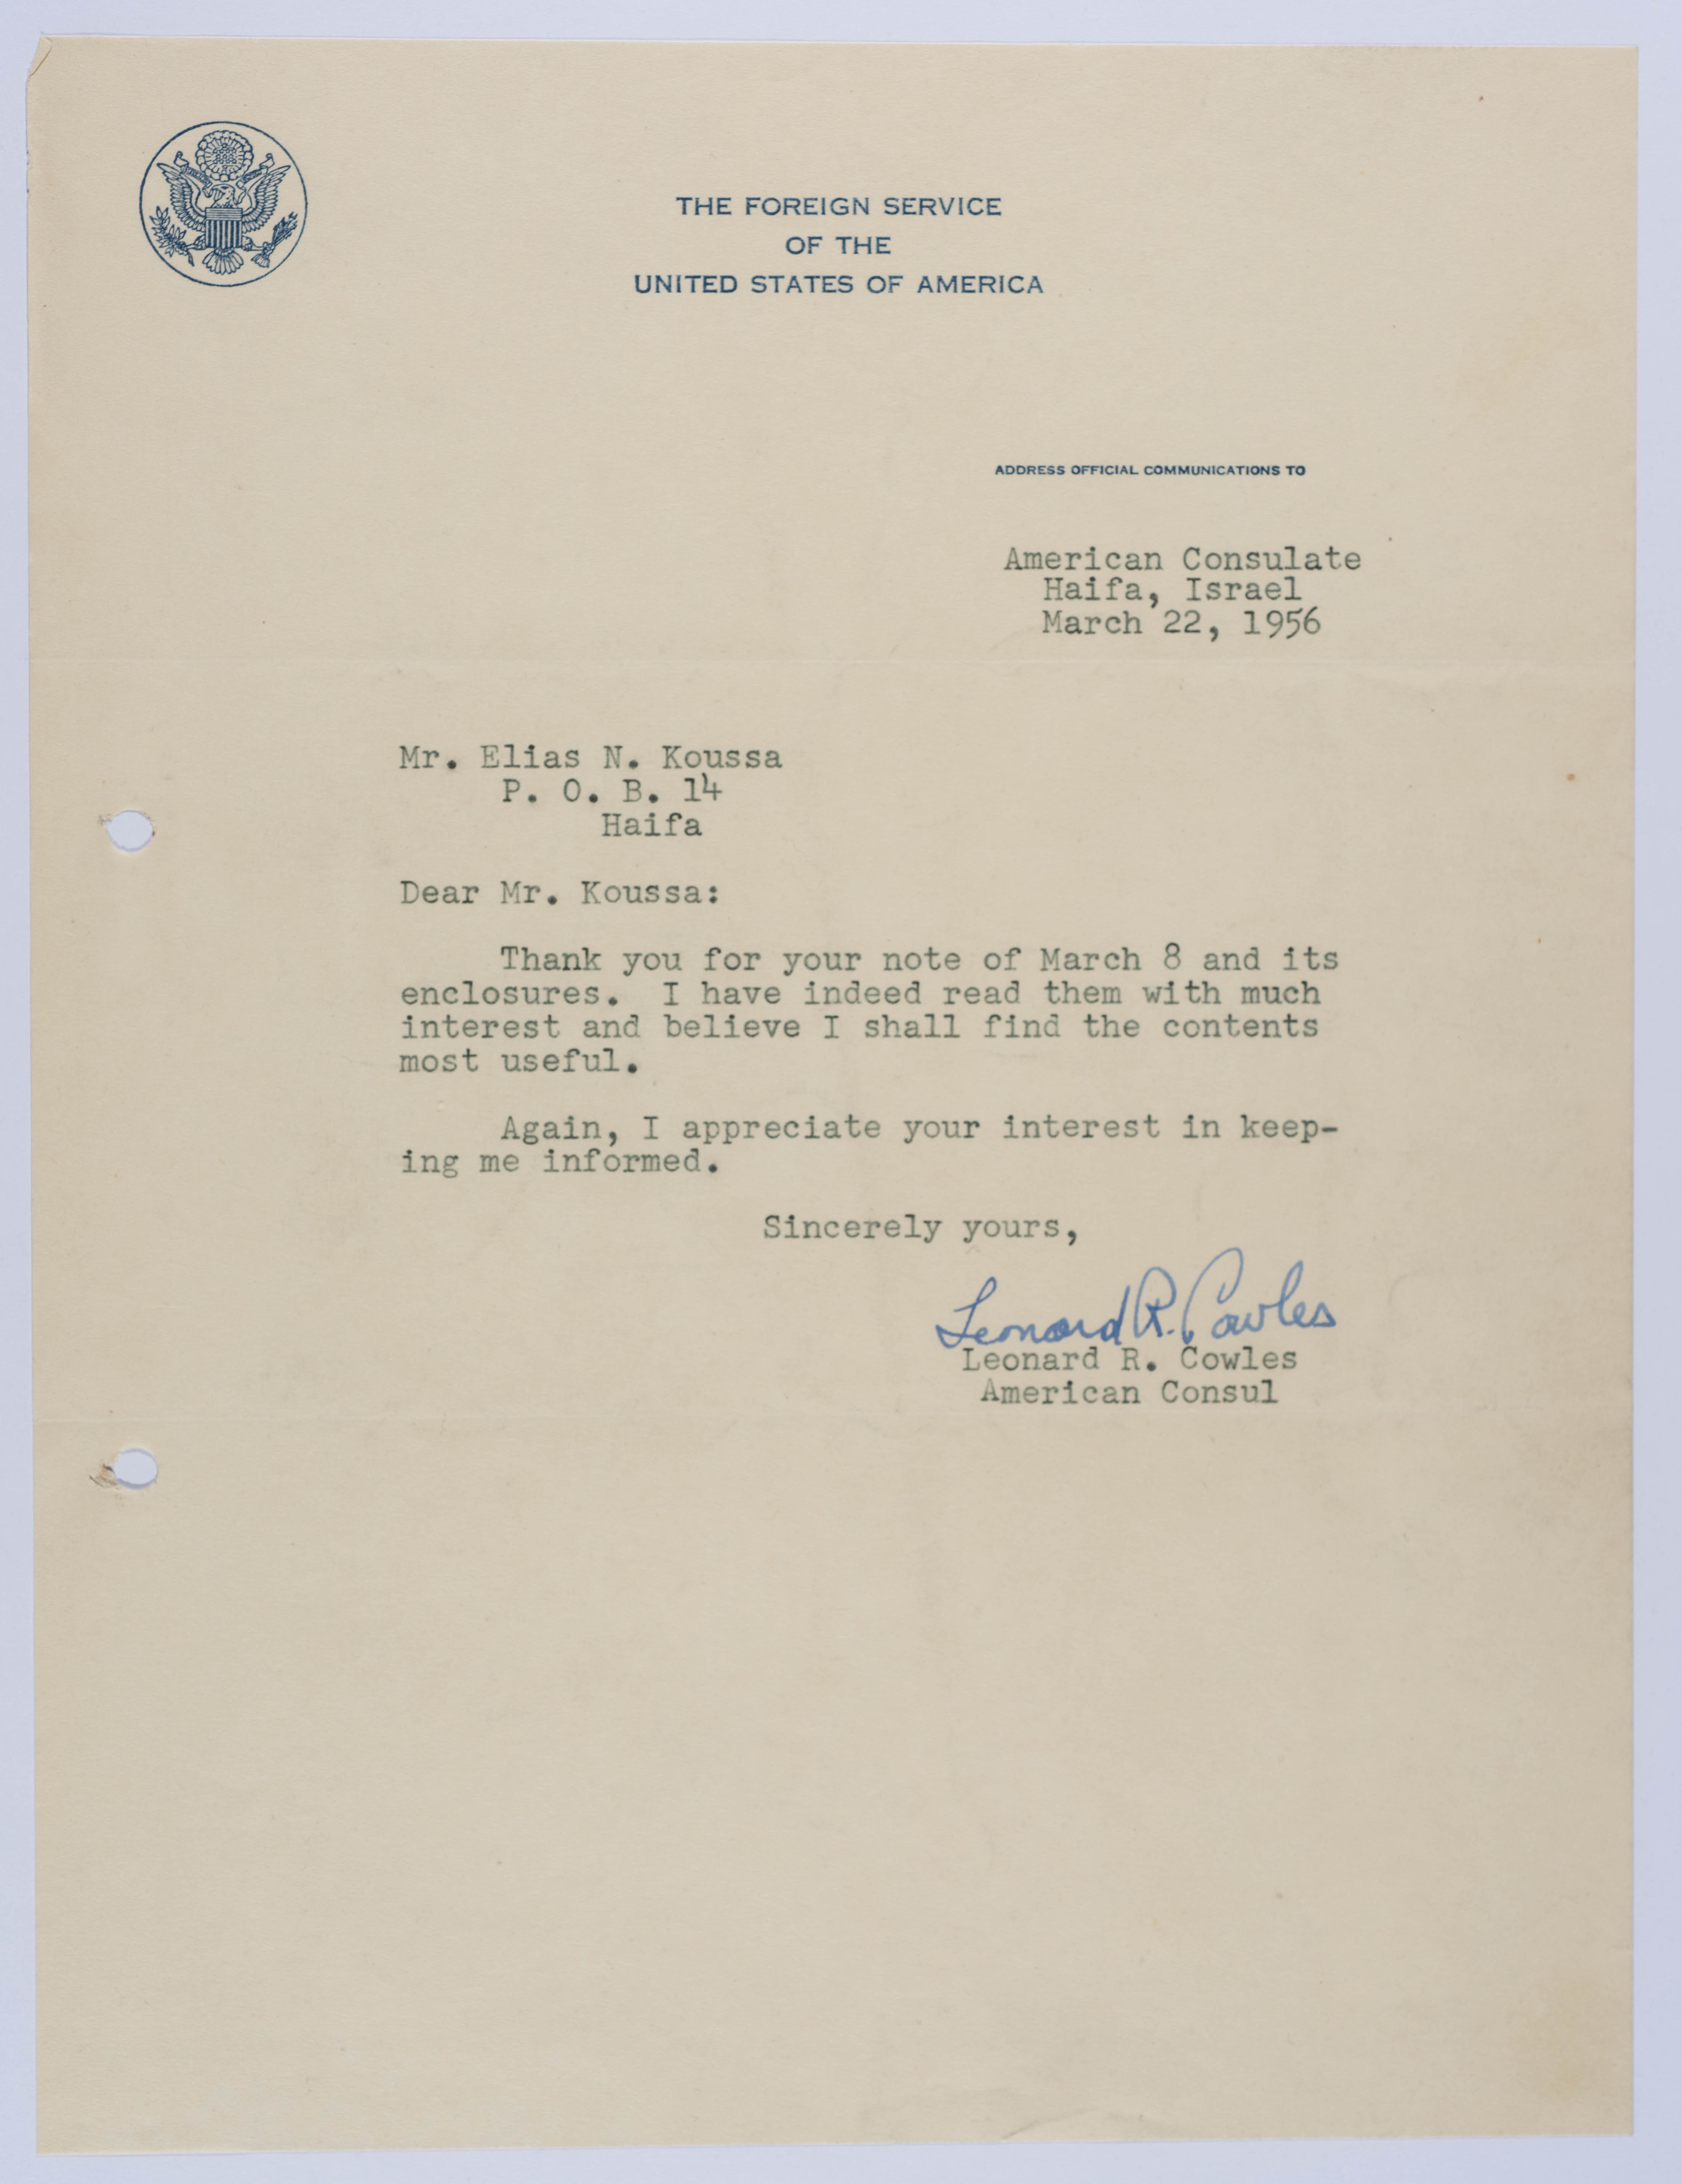 THE FOREIGN SERVICE
OF THE
UNITED STATES OF AMERICA
ADDRESS OFFICIAL COMMUNICATIONS TO
American Consulate
Haifa, Israel
March 22, 1956
Mr. Elias N. Koussa
P. O. B. 14
Haifa
Dear Mr. Koussa:
Thank you for your note of March 8 and its
enclosures. I have indeed read them with much
interest and believe I shall find the contents
most useful.
Again, I appreciate your interest in keep-
ing me informed.
Sincerely yours,
Leonard R. Cowles
Leonard R. Cowles
American Consul